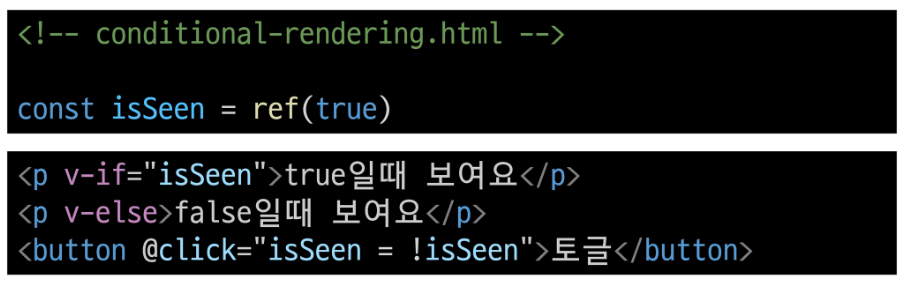 <!-- conditional-rendering.html -->
const isSeen = ref(true)
<p v-if="isSeen">true일때 보여요</p>
<p v-else>false일때 보여요</p>
<button @click="isSeen = !isSeen">토글</button>